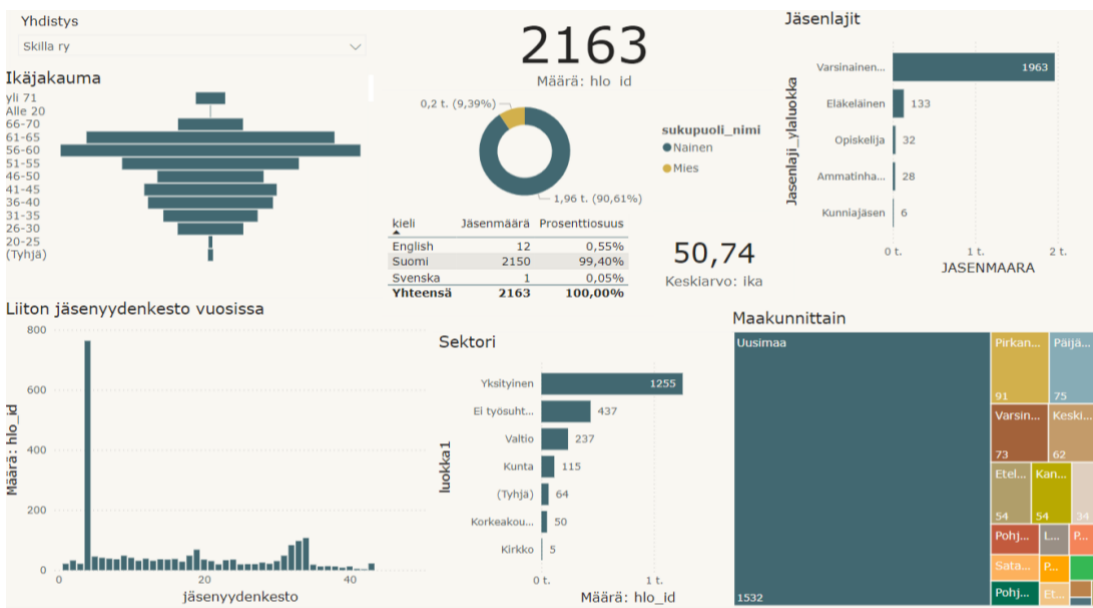 Yhdistys
Skilla ry
Ikäjakauma
yli 71
Alle 20
66-70
61-65
56-60
51-55
46-50
41-45
36-40
31-35
26-30
20-25
(Tyhjä)
2163
Määrä: hlo_id
0,2 t. (9,39%)
1,96 t. (90,61%)
sukupuoli_nimi
Nainen
Mies
kieli Jäsenmäärä Prosenttiosuus
English 12 0,55%
Suomi 2150 99,40%
Svenska 1 0,05%
Yhteensä 2163 100,00%
50,74
Keskiarvo: ika
Jäsenlajit
Jasenlaji_ylaluokka
Varsinainen... 1963
Eläkeläinen 133
Opiskelija 32
Ammatinha... 28
Kunniajäsen 6
0 t. 1 t. 2 t.
JASENMAARA
Liiton jäsenyydenkesto vuosissa
Määrä: hlo_id
800
600
400
200
0
0 20 40
jäsenyydenkesto
Sektori
luokka1
Yksityinen 1255
Ei työsuht... 437
Valtio 237
Kunta 115
(Tyhjä) 64
Korkeakou... 50
Kirkko 5
0 t. 1 t.
Määrä: hlo_id
Maakunnittain
Uusimaa
1532
Pirkan...
91
Päijä...
75
Varsin...
73
Keski...
62
Etel...
54
Kan...
54
34
Pohj...
L...
P...
Sata...
P...
Pohj...
Et...